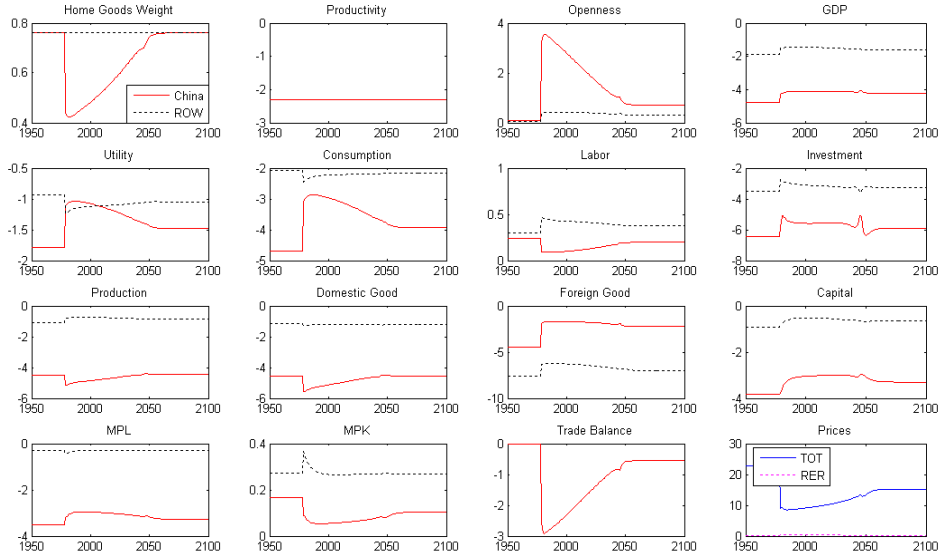 Home Goods Weight
Productivity
Openness
GDP
0.8
0.6
0.4
China
ROW
1950 2000 2050 2100
0
-1
-2
-3
1950 2000 2050 2100
4
2
0
1950 2000 2050 2100
0
-2
-4
-6
1950 2000 2050 2100
Utility
Consumption
Labor
Investment
-0.5
-1
-1.5
-2
1950 2000 2050 2100
-2
-3
-4
-5
1950 2000 2050 2100
1
0.5
0
1950 2000 2050 2100
-2
-4
-6
-8
1950 2000 2050 2100
Production
Domestic Good
Foreign Good
Capital
0
-2
-4
-6
1950 2000 2050 2100
0
-2
-4
-6
1950 2000 2050 2100
0
-5
-10
1950 2000 2050 2100
0
-2
-4
1950 2000 2050 2100
MPL
MPK
Trade Balance
Prices
0
-2
-4
1950 2000 2050 2100
0.4
0.2
0
1950 2000 2050 2100
0
-1
-2
-3
1950 2000 2050 2100
30
20
10
0
TOT
RER
1950 2000 2050 2100